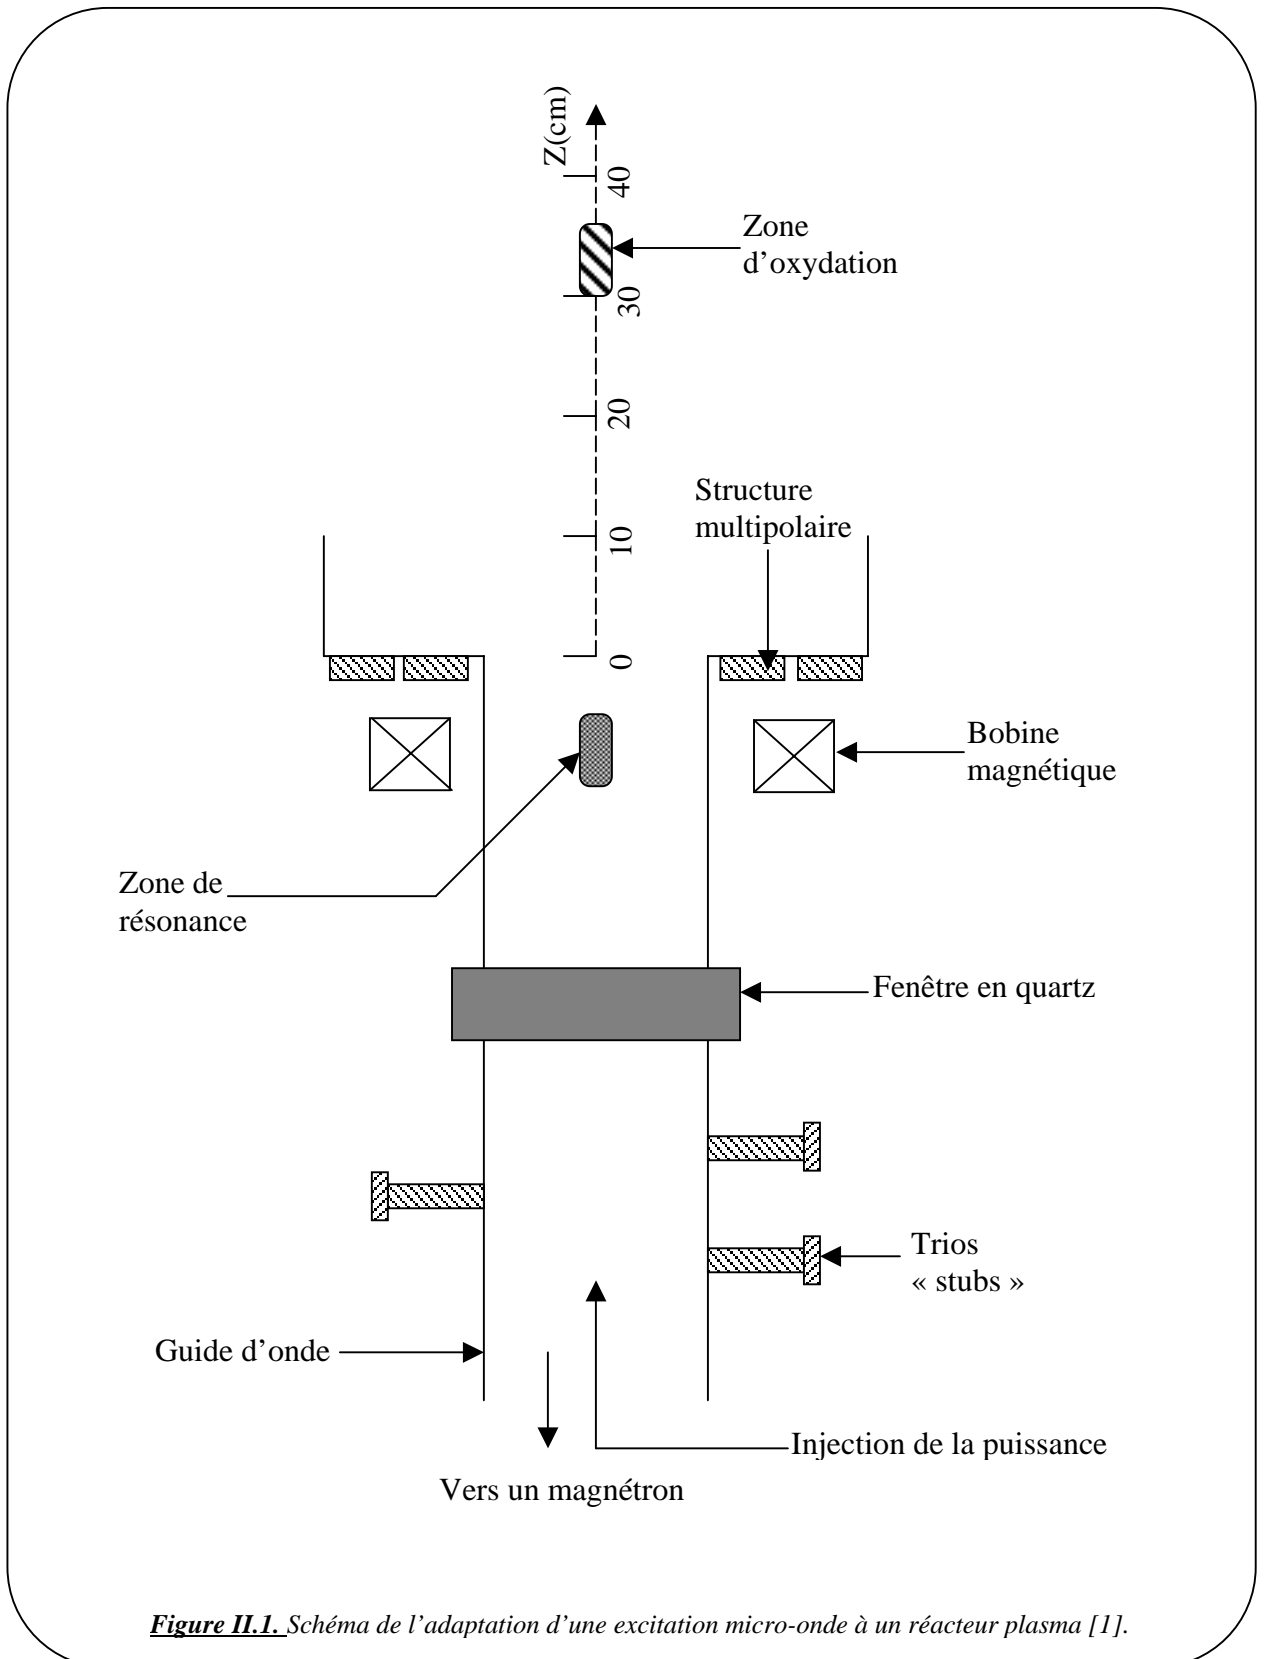 Z(cm)
40
Zone
d’oxydation
30
20
Structure
multipolaire
10
0
Bobine
magnétique
Zone de
résonance
Fenêtre en quartz
Trios
« stubs »
Guide d’onde
Injection de la puissance
Vers un magnétron
Figure II.1. Schéma de l’adaptation d’une excitation micro-onde à un réacteur plasma [1].